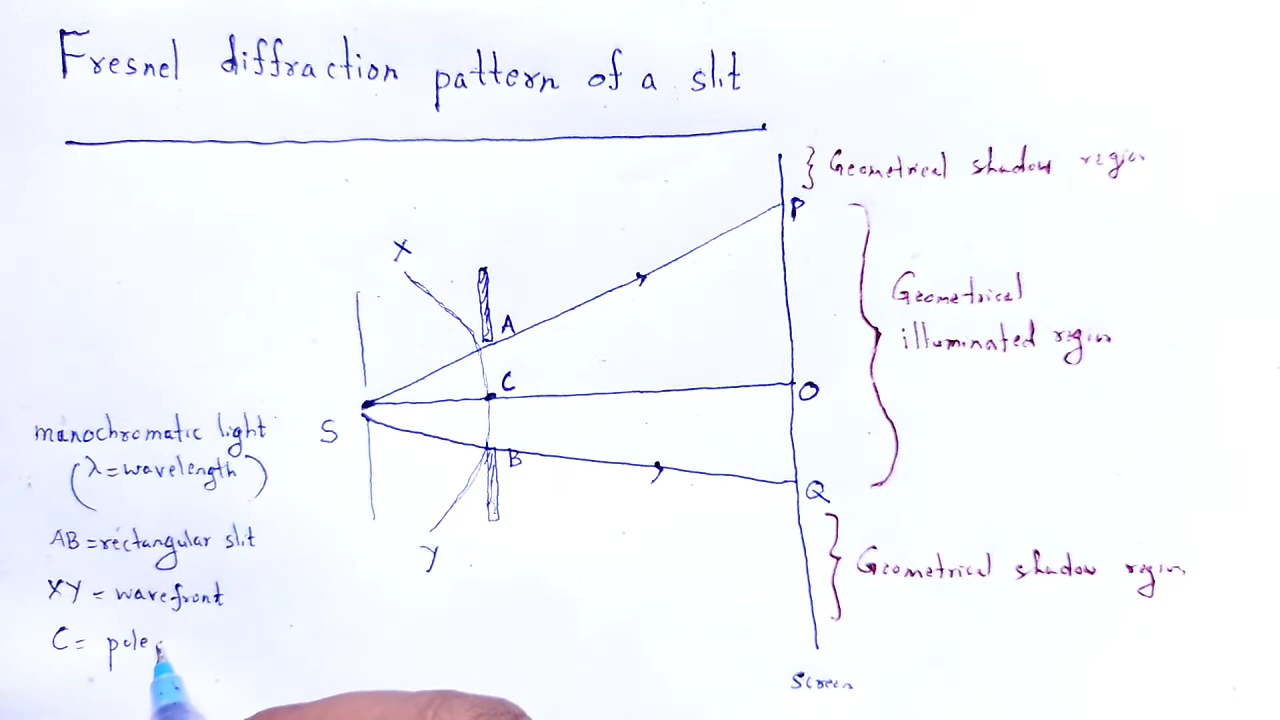 Fresnel diffraction pattern of a slit
} Geometrical shadow region
P
X
A
Geometrical
illuminated region
C
O
S
monochromatic light
(λ=wavelength)
B
Q
AB=rectangular slit
Y
Geometrical shadow region
XY = wavefront
C= pole
Screen